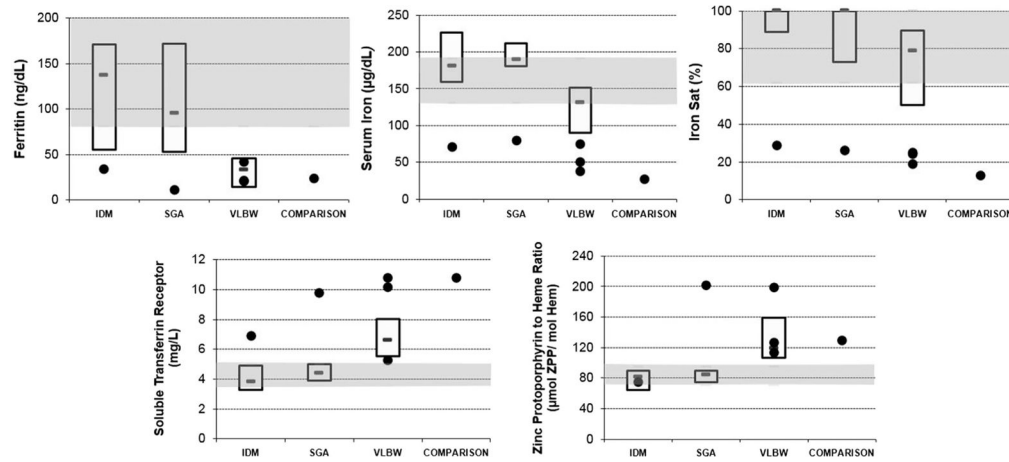 Ferritin (ng/dL)
200
150
100
50
0
IDM SGA VLBW COMPARISON
Serum Iron (µg/dL)
250
200
150
100
50
0
IDM SGA VLBW COMPARISON
Iron Sat (%)
100
80
60
40
20
0
IDM SGA VLBW COMPARISON
Soluble Transferrin Receptor
(mg/L)
12
10
8
6
4
2
0
IDM SGA VLBW COMPARISON
Zinc Protoporphyrin to Heme Ratio
(µmol ZPP/ mol Hem)
240
200
160
120
80
40
0
IDM SGA VLBW COMPARISON